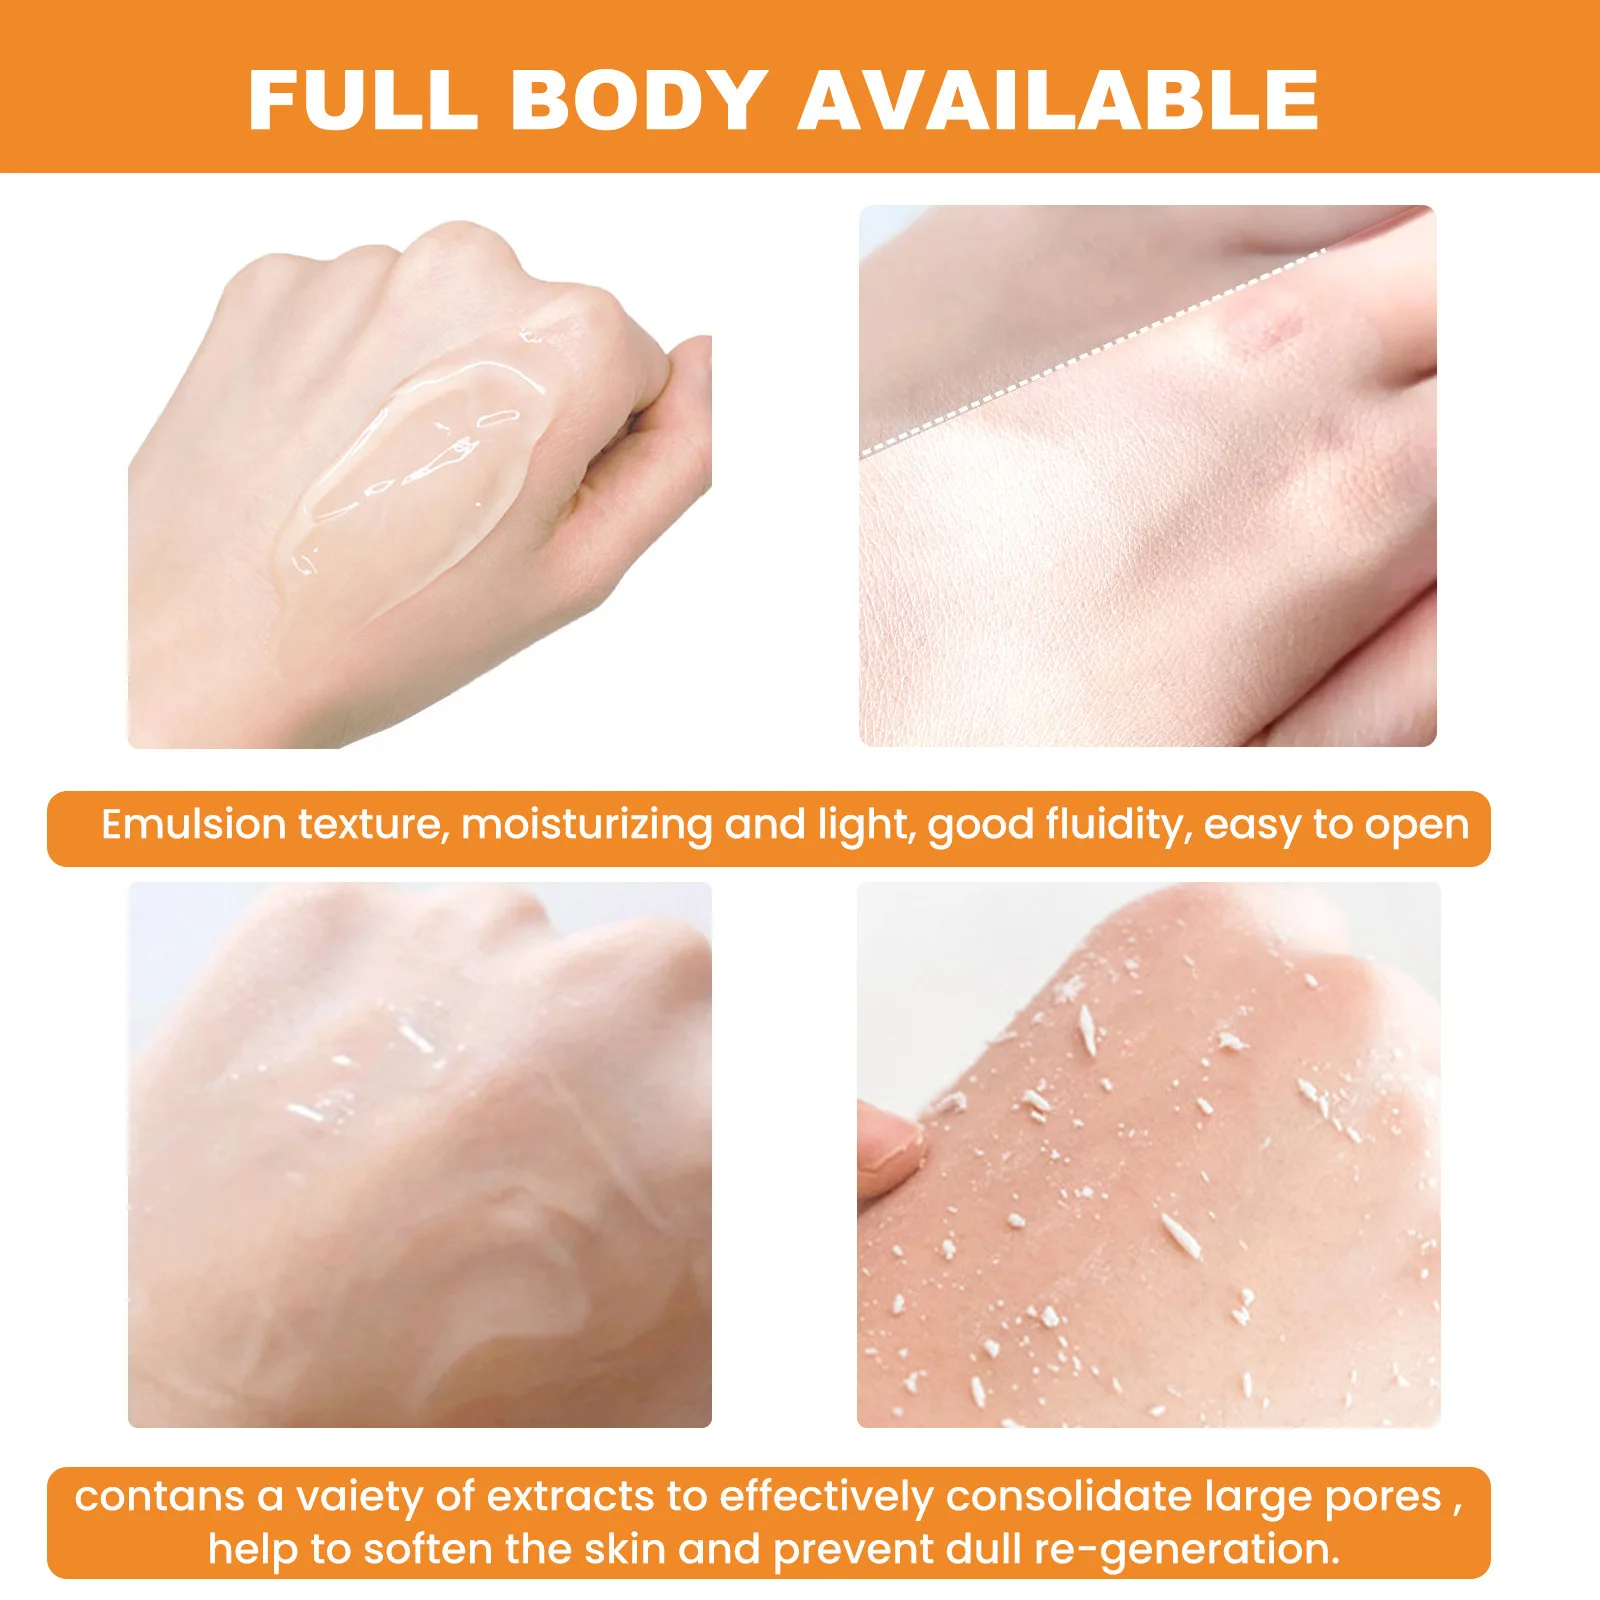 FULL BODY AVAILABLE
Emulsion texture, moisturizing and light, good fluidity, easy to open
contans a vaiety of extracts to effectively consolidate large pores ,
help to soften the skin and prevent dull re-generation.